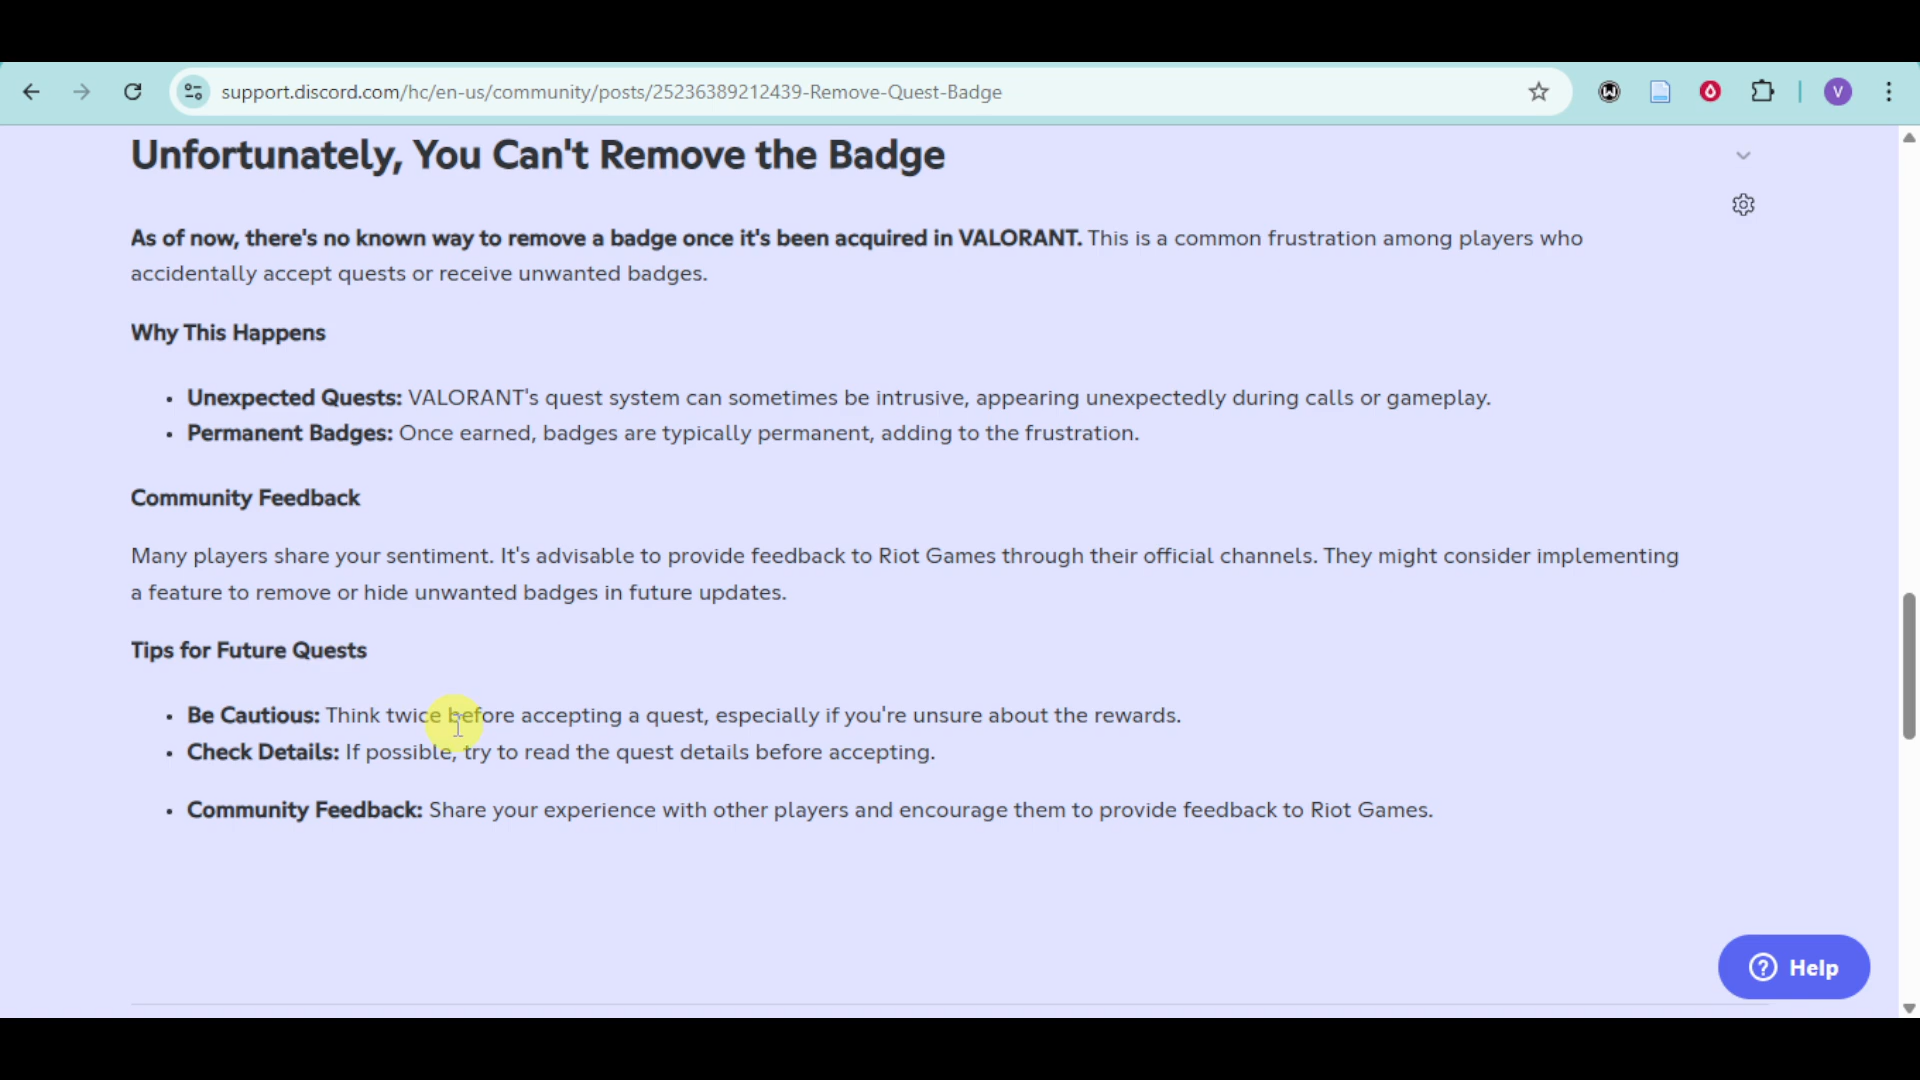 support.discord.com/hc/en-us/community/posts/25236389212439-Remove-Quest-Badge
V
Unfortunately, You Can't Remove the Badge
As of now, there's no known way to remove a badge once it's been acquired in VALORANT. This is a common frustration among players who
accidentally accept quests or receive unwanted badges.
Why This Happens
• Unexpected Quests: VALORANT's quest system can sometimes be intrusive, appearing unexpectedly during calls or gameplay.
• Permanent Badges: Once earned, badges are typically permanent, adding to the frustration.
Community Feedback
Many players share your sentiment. It's advisable to provide feedback to Riot Games through their official channels. They might consider implementing
a feature to remove or hide unwanted badges in future updates.
Tips for Future Quests
• Be Cautious: Think twice before accepting a quest, especially if you're unsure about the rewards.
• Check Details: If possible, try to read the quest details before accepting.
• Community Feedback: Share your experience with other players and encourage them to provide feedback to Riot Games.
Help